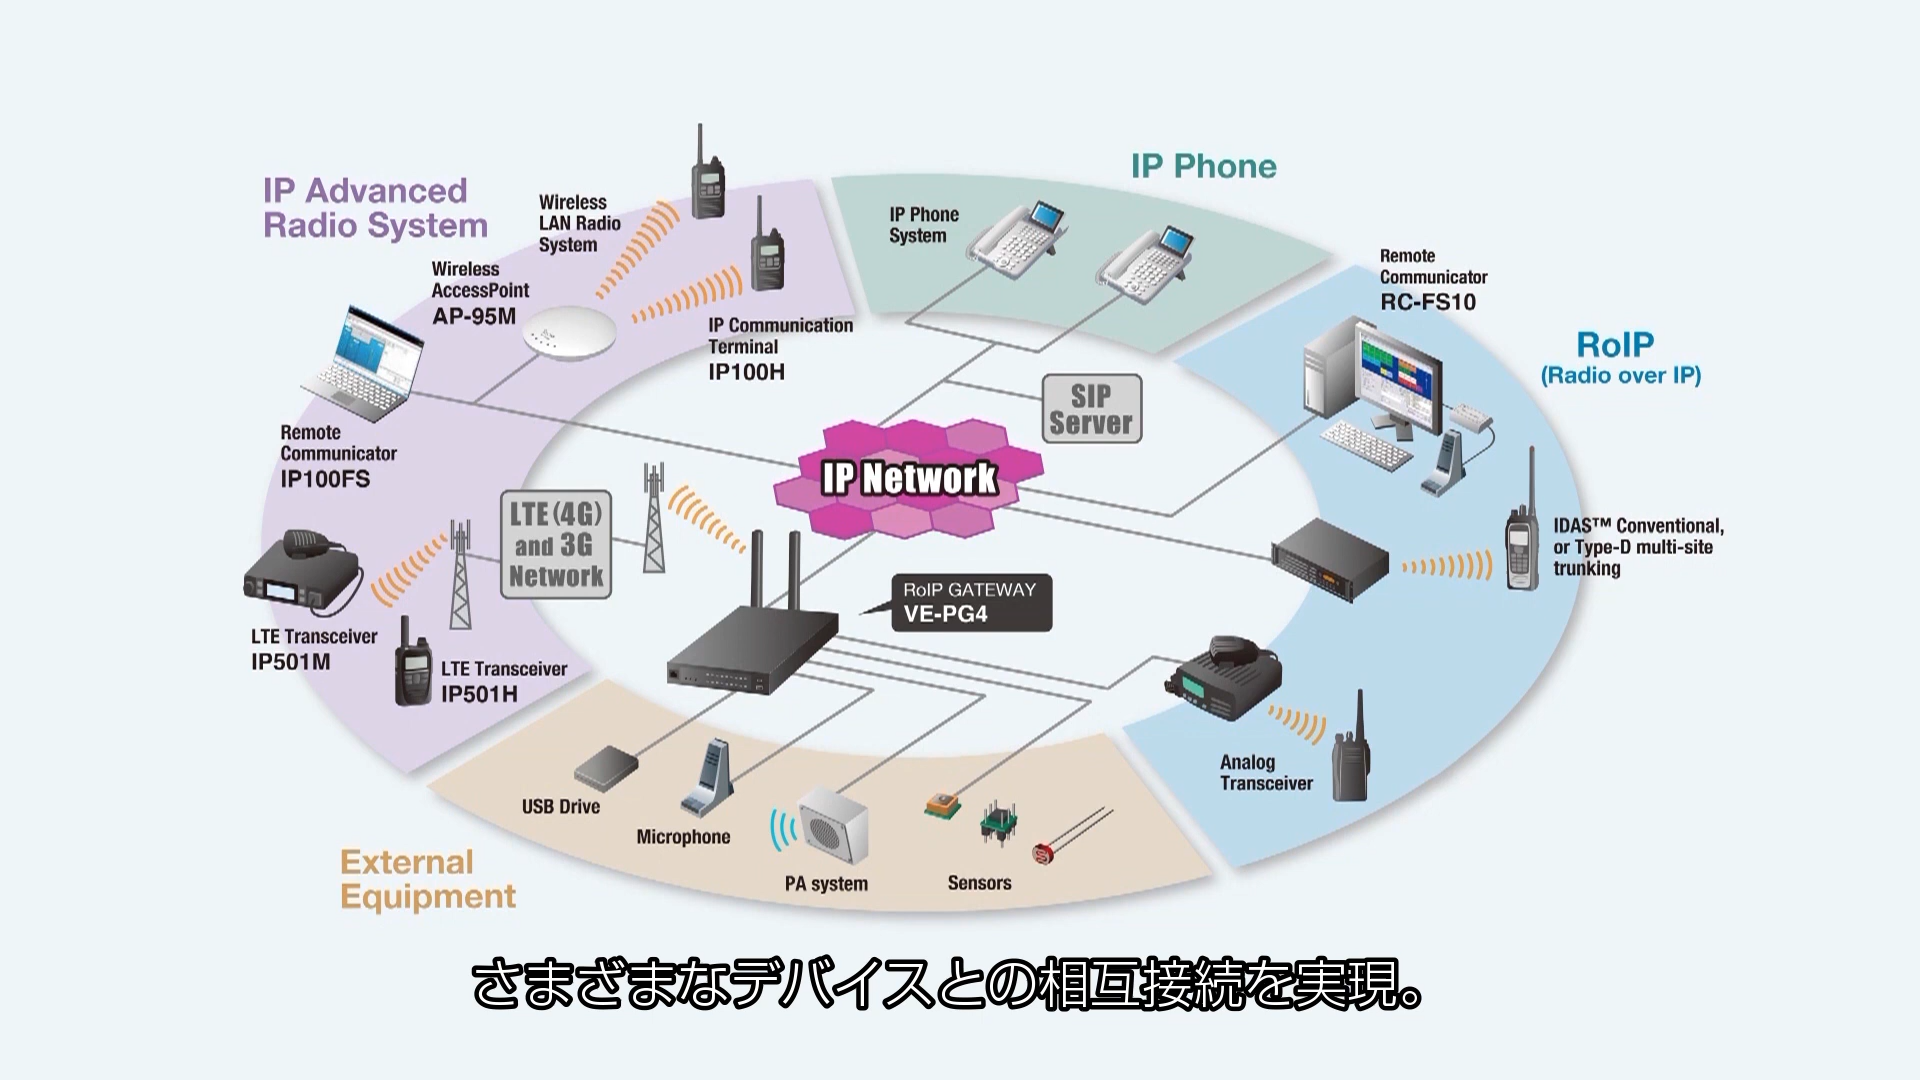 IP Advanced
Radio System
Wireless
LAN Radio
System
Wireless
AccessPoint
AP-95M
IP Communication
Terminal
IP100H
Remote
Communicator
IP100FS
LTE (4G)
and 3G
Network
LTE Transceiver
IP501M
LTE Transceiver
IP501H
IP Phone
IP Phone
System
SIP
Server
IP Network
RoIP GATEWAY
VE-PG4
Remote
Communicator
RC-FS10
RoIP
(Radio over IP)
IDAS™ Conventional,
or Type-D multi-site
trunking
Analog
Transceiver
External
Equipment
USB Drive
Microphone
PA system
Sensors
さまざまなデバイスとの相互接続を実現。